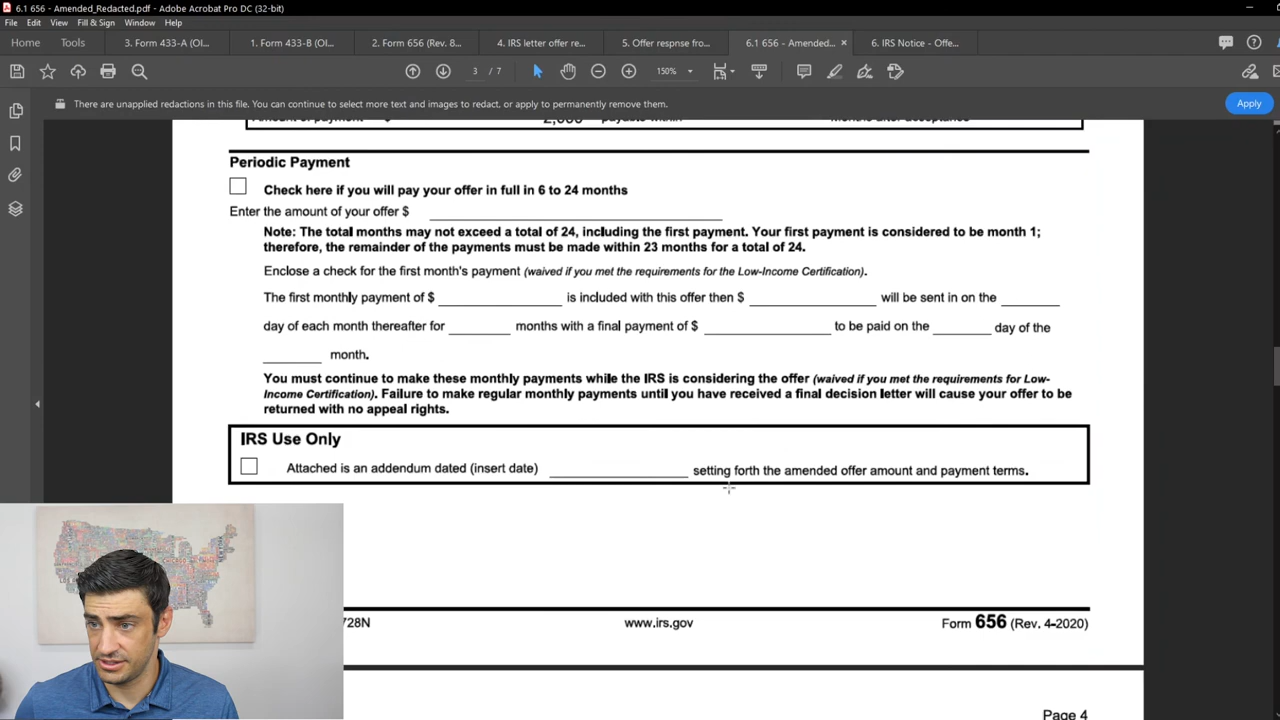 6.1 656 - Amended_Redacted.pdf - Adobe Acrobat Pro DC (32-bit)
File Edit View Fill & Sign Window Help
Home Tools 3. Form 433-A (OI... 1. Form 433-B (OI... 2. Form 656 (Rev. 8... 4. IRS letter offer re... 5. Offer respnse fro... 6.1 656 - Amended... × 6. IRS Notice - Offe...
3 / 7 150%
There are unapplied redactions in this file. You can continue to select more text and images to redact, or apply to permanently remove them. Apply
Amount of payment $ 2,000 payable within Months after acceptance
Periodic Payment
Check here if you will pay your offer in full in 6 to 24 months
Enter the amount of your offer $
Note: The total months may not exceed a total of 24, including the first payment. Your first payment is considered to be month 1;
therefore, the remainder of the payments must be made within 23 months for a total of 24.
Enclose a check for the first month's payment (waived if you met the requirements for the Low-Income Certification).
The first monthly payment of $ is included with this offer then $ will be sent in on the
day of each month thereafter for months with a final payment of $ to be paid on the day of the
month.
You must continue to make these monthly payments while the IRS is considering the offer (waived if you met the requirements for Low-
Income Certification). Failure to make regular monthly payments until you have received a final decision letter will cause your offer to be
returned with no appeal rights.
IRS Use Only
Attached is an addendum dated (insert date) setting forth the amended offer amount and payment terms.
728N www.irs.gov Form 656 (Rev. 4-2020)
Page 4